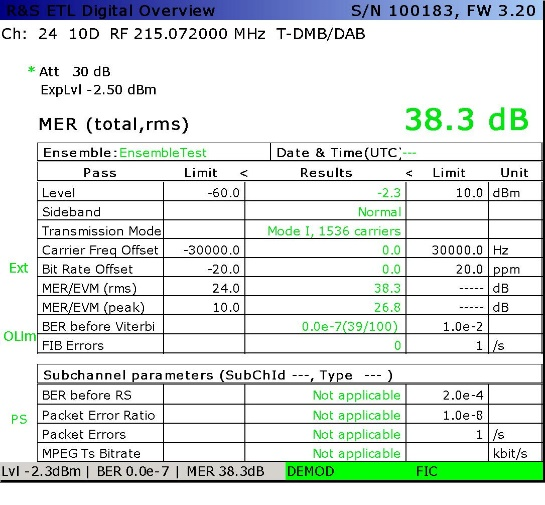 R&S ETL Digital Overview S/N 100183, FW 3.20
Ch: 24 10D RF 215.072000 MHz T-DMB/DAB
* Att 30 dB
ExpLvl -2.50 dBm
MER (total,rms) 38.3 dB
Ensemble: EnsembleTest Date & Time(UTC) ---
Pass Limit < Results < Limit Unit
Level -60.0 -2.3 10.0 dBm
Sideband Normal
Transmission Mode Mode I, 1536 carriers
Carrier Freq Offset -30000.0 0.0 30000.0 Hz
Ext Bit Rate Offset -20.0 0.0 20.0 ppm
MER/EVM (rms) 24.0 38.3 ----- dB
MER/EVM (peak) 10.0 26.8 ----- dB
BER before Viterbi 0.0e-7(39/100) 1.0e-2
OLim FIB Errors 0 1 /s
Subchannel parameters (SubChId ---, Type --- )
BER before RS Not applicable 2.0e-4
PS Packet Error Ratio Not applicable 1.0e-8
Packet Errors Not applicable 1 /s
MPEG Ts Bitrate Not applicable kbit/s
Lvl -2.3dBm | BER 0.0e-7 | MER 38.3dB DEMOD FIC